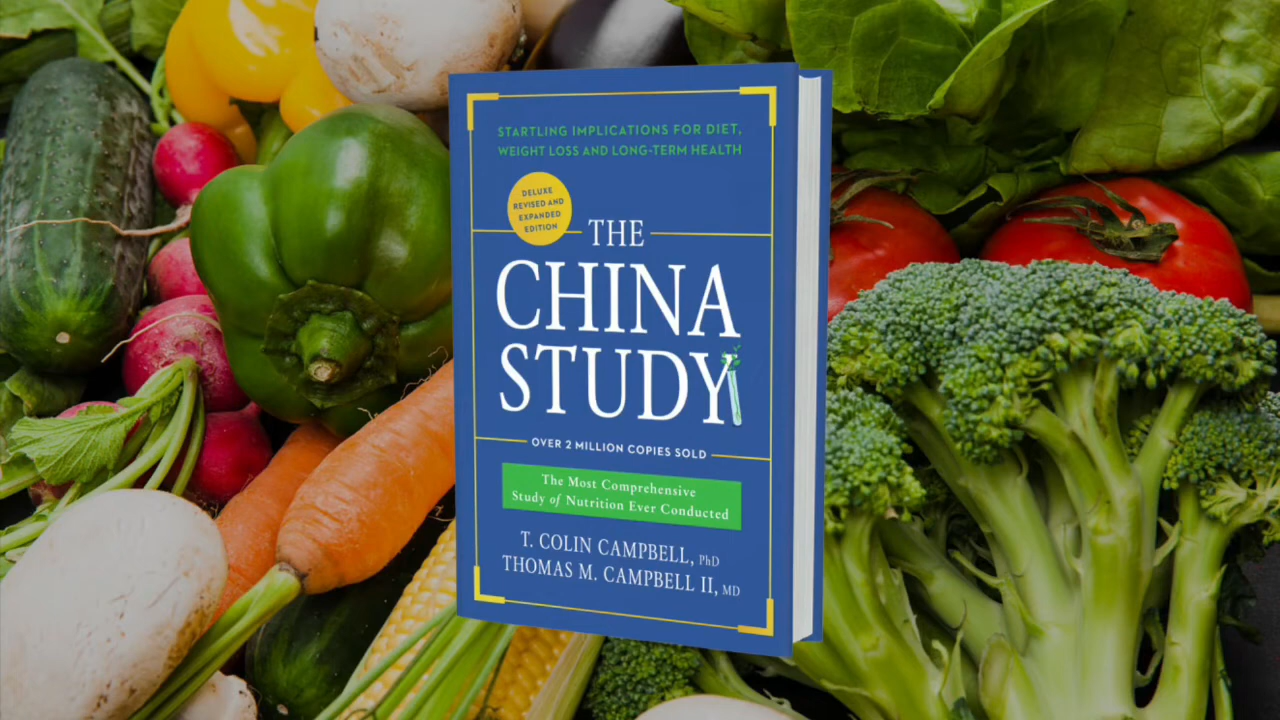 STARTLING IMPLICATIONS FOR DIET,
WEIGHT LOSS AND LONG-TERM HEALTH
DELUXE
REVISED AND
EXPANDED
EDITION
THE
CHINA
STUDY
OVER 2 MILLION COPIES SOLD
The Most Comprehensive
Study of Nutrition Ever Conducted
T. COLIN CAMPBELL, PhD
THOMAS M. CAMPBELL II, MD